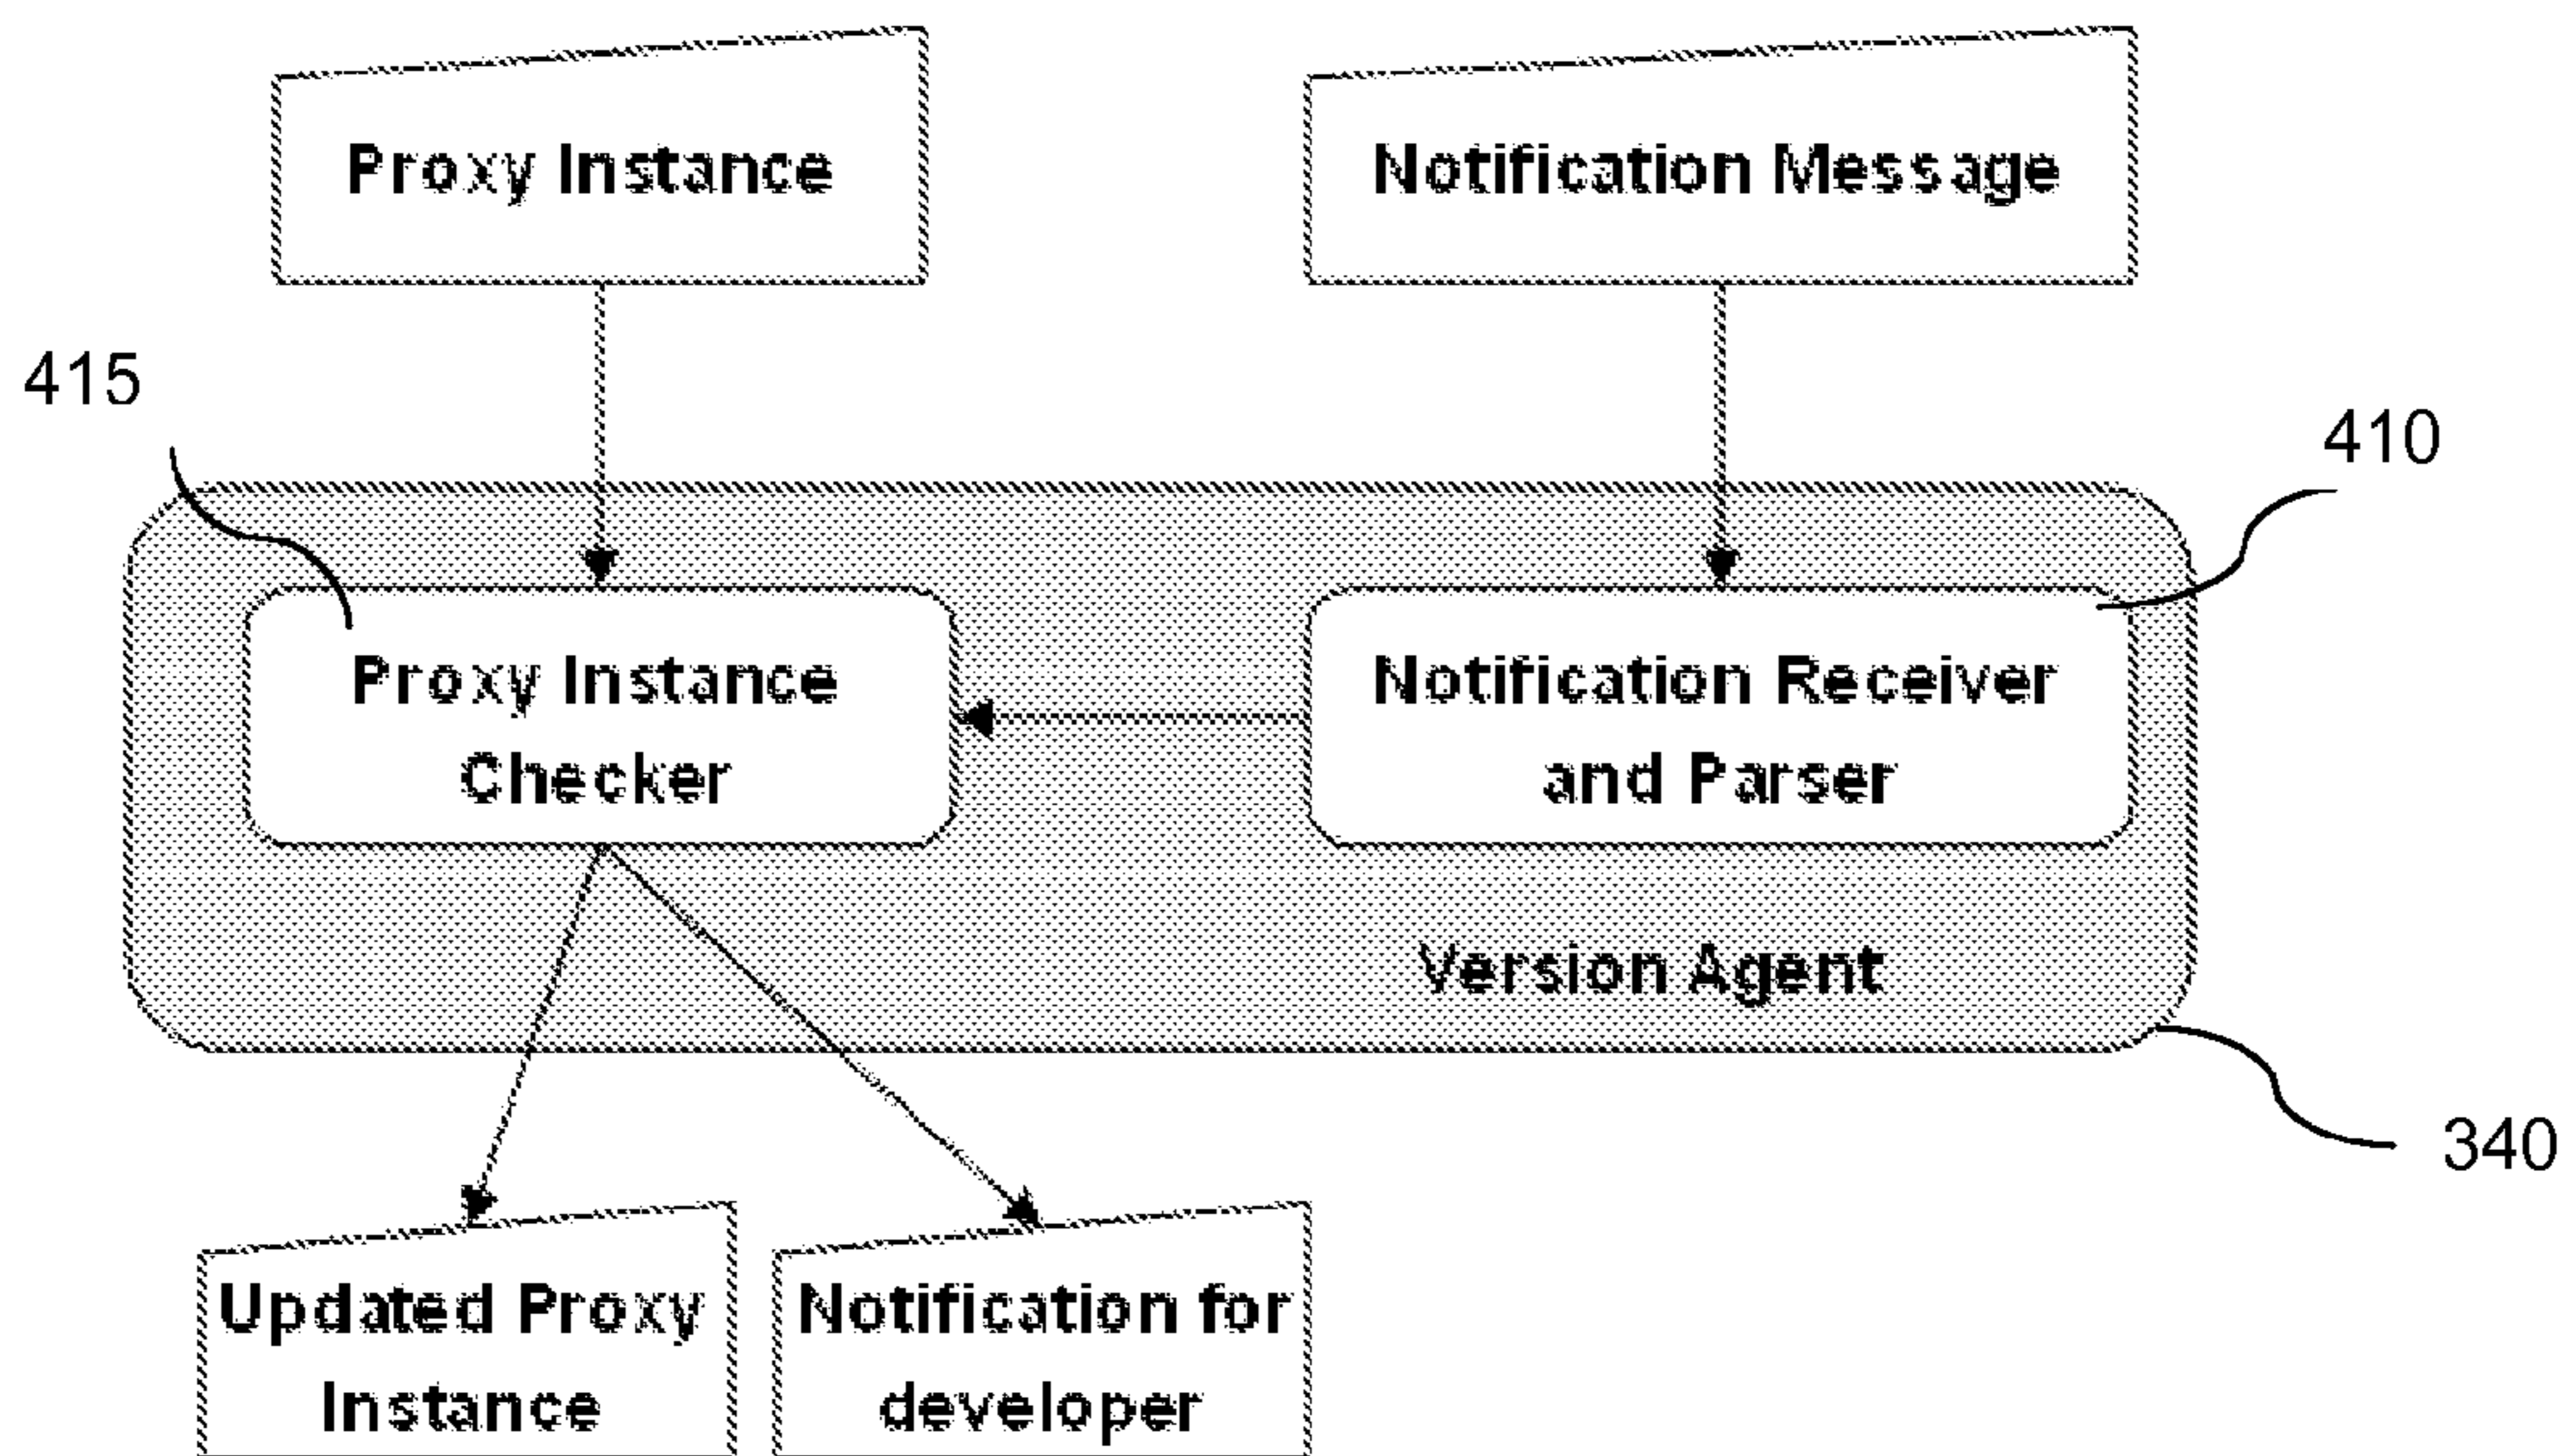 Proxy Instance
Notification Message
415
410
Proxy Instance
Checker
Notification Receiver
and Parser
Version Agent
340
Updated Proxy
Instance
Notification for
developer